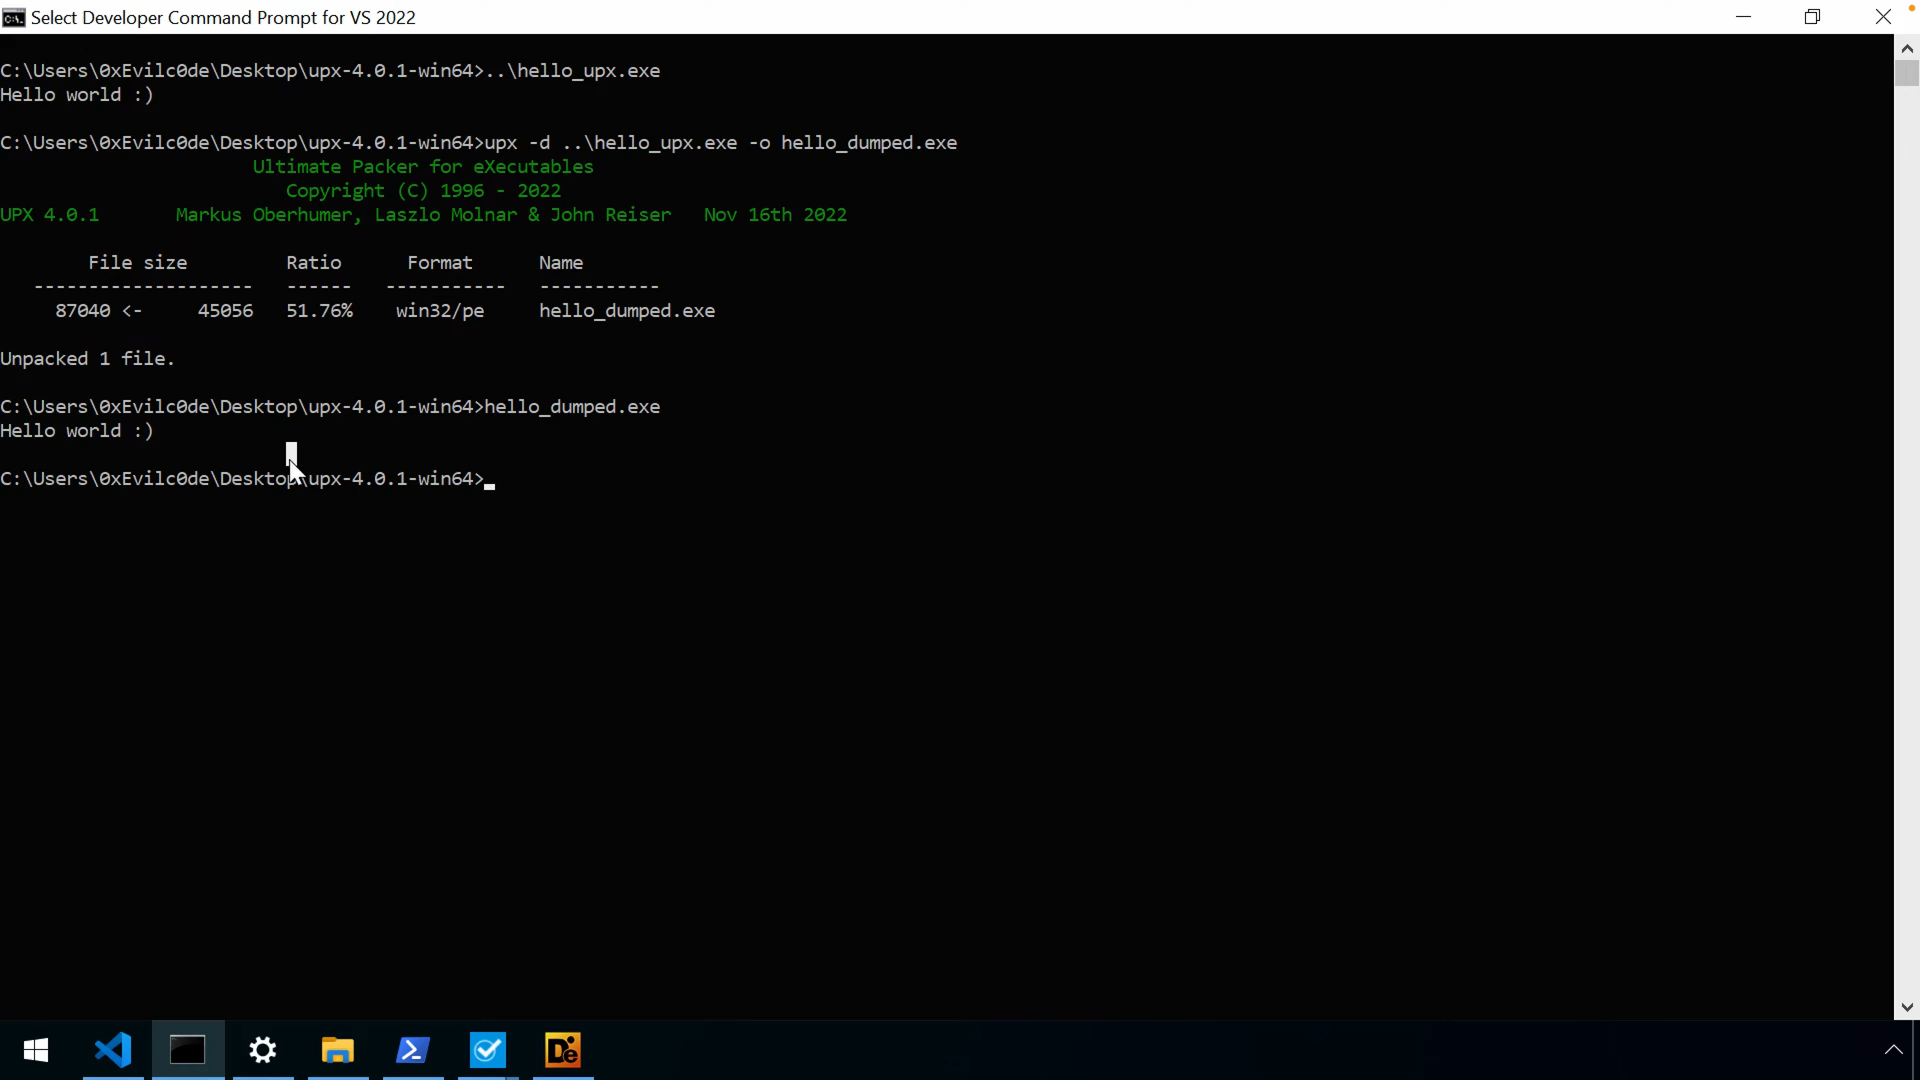 Select Developer Command Prompt for VS 2022
C:\Users\0xEvilc0de\Desktop\upx-4.0.1-win64>..\hello_upx.exe
Hello world :)
C:\Users\0xEvilc0de\Desktop\upx-4.0.1-win64>upx -d ..\hello_upx.exe -o hello_dumped.exe
Ultimate Packer for eXecutables
Copyright (C) 1996 - 2022
UPX 4.0.1 Markus Oberhumer, Laszlo Molnar & John Reiser Nov 16th 2022
File size Ratio Format Name
-------------------- ------ ----------- -----------
87040 <- 45056 51.76% win32/pe hello_dumped.exe
Unpacked 1 file.
C:\Users\0xEvilc0de\Desktop\upx-4.0.1-win64>hello_dumped.exe
Hello world :)
C:\Users\0xEvilc0de\Desktop\upx-4.0.1-win64>_